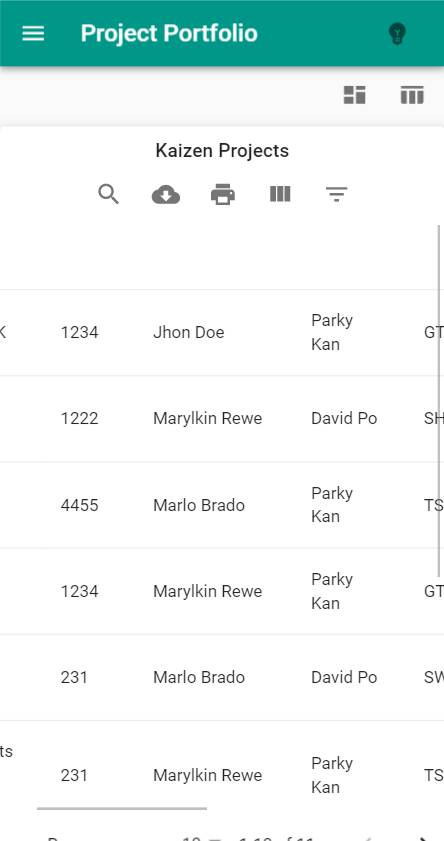 Project Portfolio
Kaizen Projects
1234 Jhon Doe Parky Kan GT
1222 Marylkin Rewe David Po SH
4455 Marlo Brado Parky Kan TS
1234 Marylkin Rewe Parky Kan GT
231 Marlo Brado David Po SW
ts 231 Marylkin Rewe Parky Kan TS